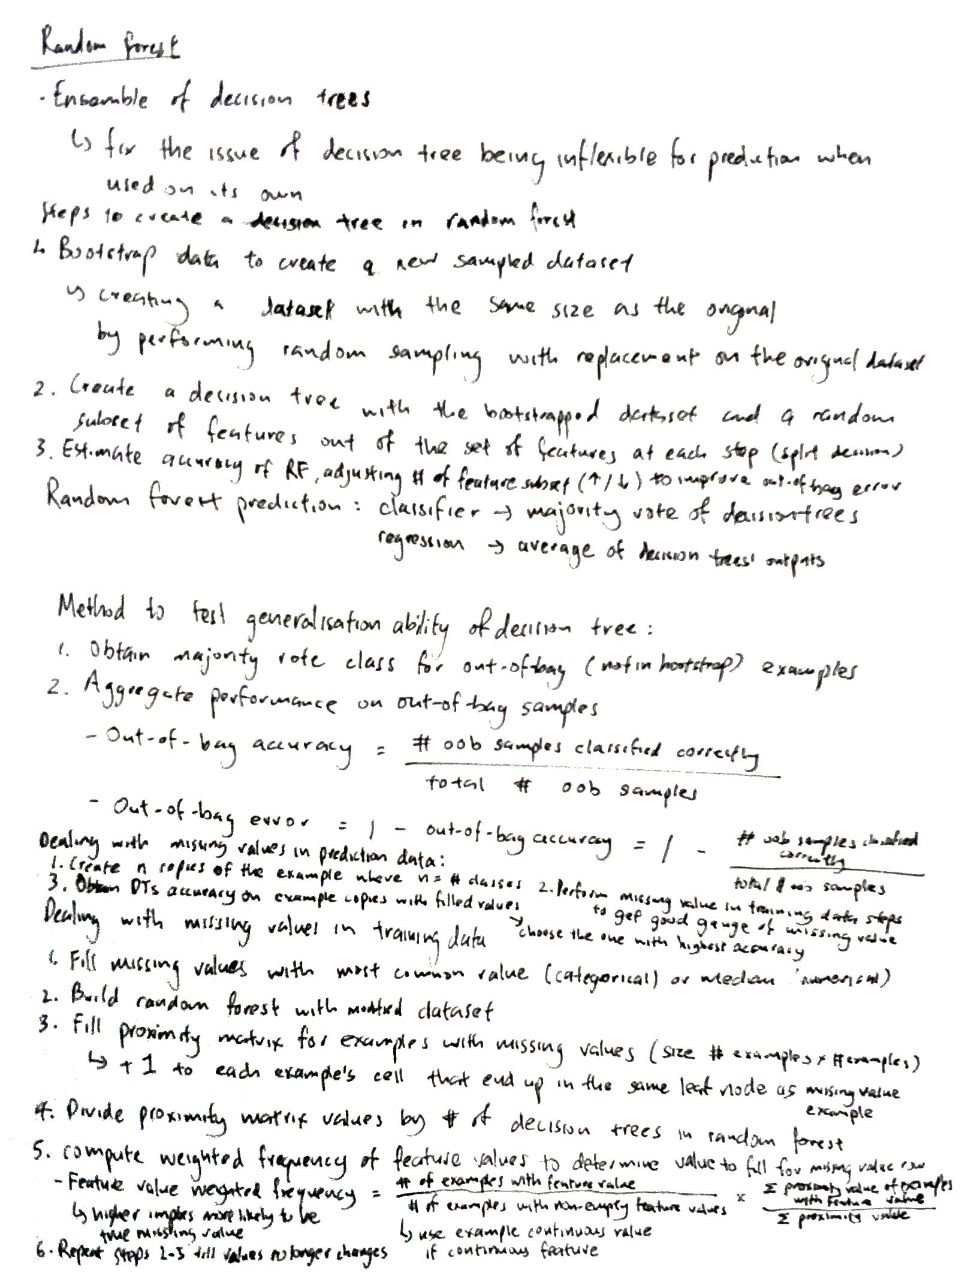 Random forest
- Ensemble of decision trees
↳ fix the issue of decision tree being inflexible for prediction when
used on its own
Steps to create a decision tree in random forest
1. Bootstrap data to create a new sampled dataset
↳ creating a dataset with the same size as the original
by performing random sampling with replacement on the original dataset
2. Create a decision tree with the bootstrapped dataset and a random
subset of features out of the set of features at each step (split decision)
3. Estimate accuracy of RF, adjusting # of feature subset (↑/↓) to improve out-of-bag error
Random forest prediction : classifier → majority vote of decision trees
regression → average of decision trees' outputs
Method to test generalisation ability of decision tree :
1. Obtain majority vote class for out-of-bag (not in bootstrap) examples
2. Aggregate performance on out-of-bag samples
- Out-of-bag accuracy = # oob samples classified correctly
total # oob samples
- Out-of-bag error = 1 - out-of-bag accuracy = 1 - # oob samples classified correctly
total # oob samples
Dealing with missing values in prediction data:
1. Create n copies of the example where n = # classes 2. Perform missing value in training data steps
to get good gauge of missing value
3. Obtain DTs accuracy on example copies with filled values
↘ choose the one with highest accuracy
Dealing with missing values in training data
1. Fill missing values with most common value (categorical) or median (numerical)
2. Build random forest with modified dataset
3. Fill proximity matrix for examples with missing values (size # examples × # examples)
↳ +1 to each example's cell that end up in the same leaf node as missing value
example
4. Divide proximity matrix values by # of decision trees in random forest
5. compute weighted frequency of feature values to determine value to fill for missing value row
- Feature value weighted frequency = # of examples with feature value × Σ proximity value of examples with feature value
# of examples with non-empty feature values Σ proximity value
↳ higher implies more likely to be
true missing value
↳ use example continuous value
if continuous feature
6. Repeat steps 2-5 till values no longer changes